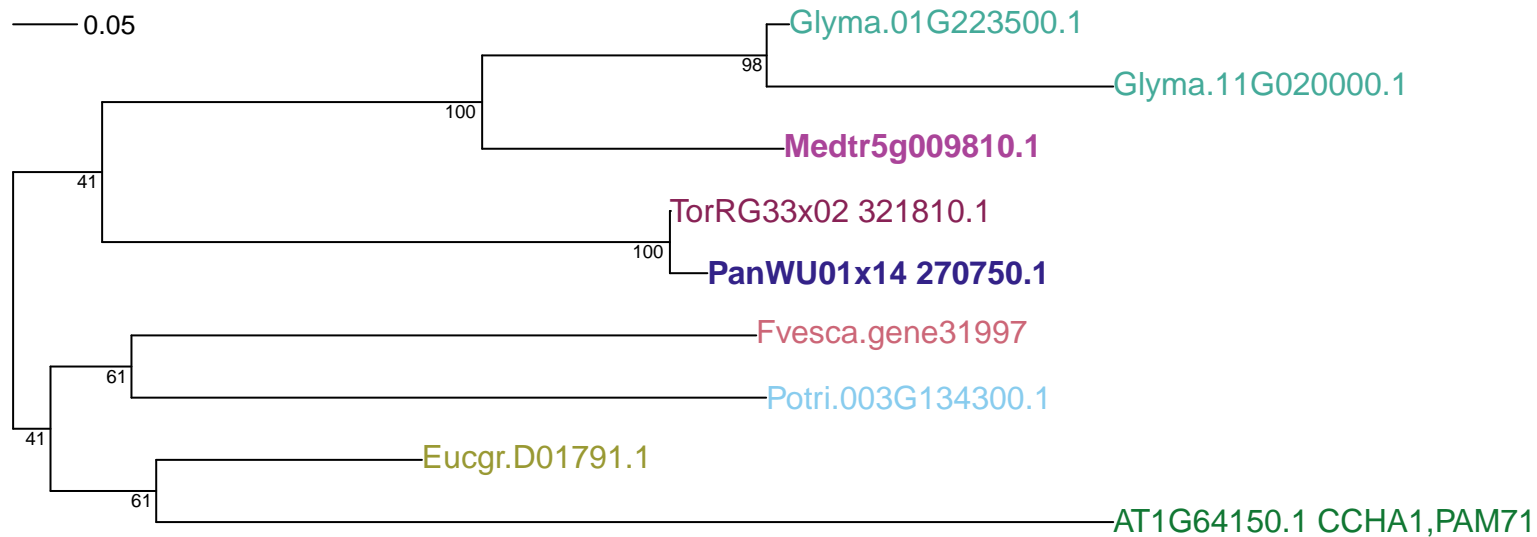 0.05
Glyma.01G223500.1
98
Glyma.11G020000.1
100
Medtr5g009810.1
41
TorRG33x02 321810.1
100
PanWU01x14 270750.1
Fvesca.gene31997
61
Potri.003G134300.1
41
Eucgr.D01791.1
61
AT1G64150.1 CCHA1,PAM71